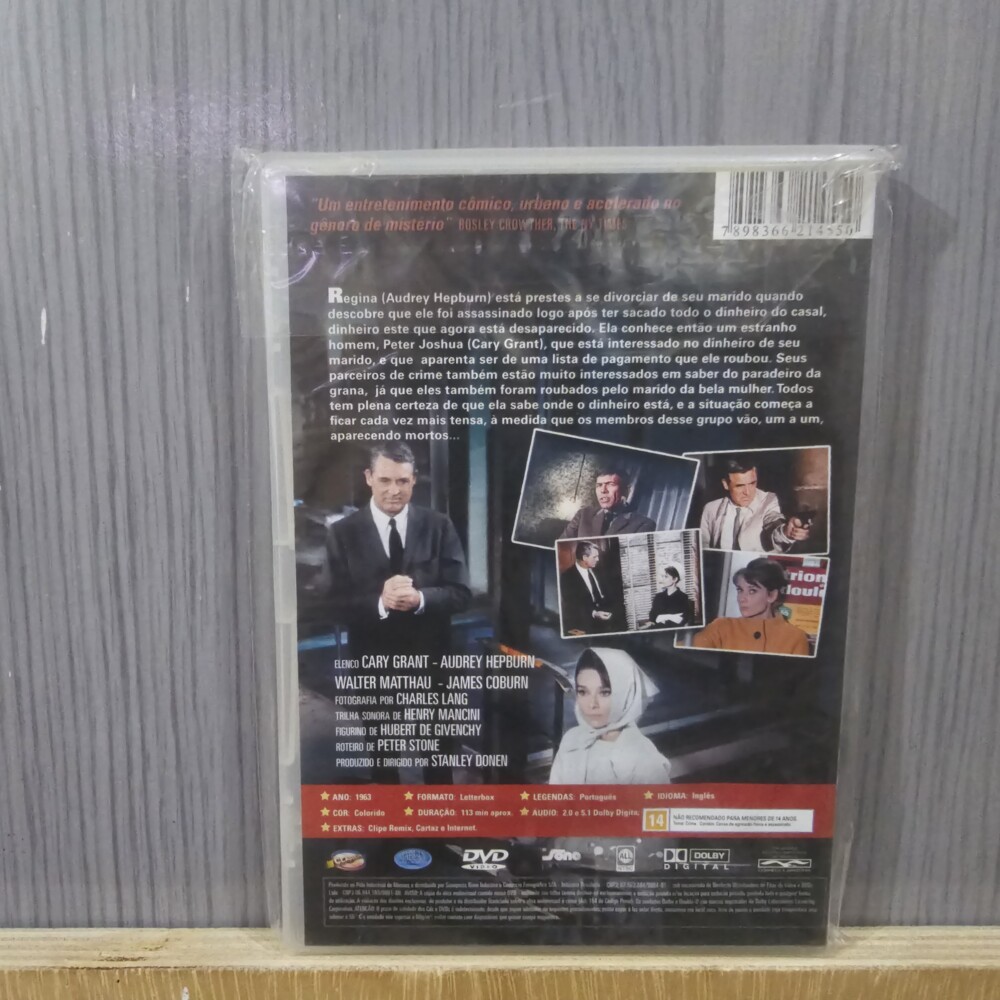 "Um entretenimento cômico, urbano e acelerado no
gênero de mistério" BOSLEY CROWTHER, THE NY TIMES
7898366 214550
Regina (Audrey Hepburn) está prestes a se divorciar de seu marido quando
descobre que ele foi assassinado logo após ter sacado todo o dinheiro do casal,
dinheiro este que agora está desaparecido. Ela conhece então um estranho
homem, Peter Joshua (Cary Grant), que está interessado no dinheiro de seu
marido, e que aparenta ser de uma lista de pagamento que ele roubou. Seus
parceiros de crime também estão muito interessados em saber do paradeiro da
grana, já que eles também foram roubados pelo marido da bela mulher. Todos
tem plena certeza de que ela sabe onde o dinheiro está, e a situação começa a
ficar cada vez mais tensa, à medida que os membros desse grupo vão, um a um,
aparecendo mortos...
ELENCO CARY GRANT - AUDREY HEPBURN
WALTER MATTHAU - JAMES COBURN
FOTOGRAFIA POR CHARLES LANG
TRILHA SONORA DE HENRY MANCINI
FIGURINO DE HUBERT DE GIVENCHY
ROTEIRO DE PETER STONE
PRODUZIDO E DIRIGIDO POR STANLEY DONEN
ANO: 1963 FORMATO: Letterbox LEGENDAS: Português IDIOMA: Inglês
COR: Colorido DURAÇÃO: 113 min aprox. ÁUDIO: 2.0 e 5.1 Dolby Digital
EXTRAS: Clipe Remix, Cartaz e Internet
14 NÃO RECOMENDADO PARA MENORES DE 14 ANOS
DVD VIDEO ALL DOLBY DIGITAL